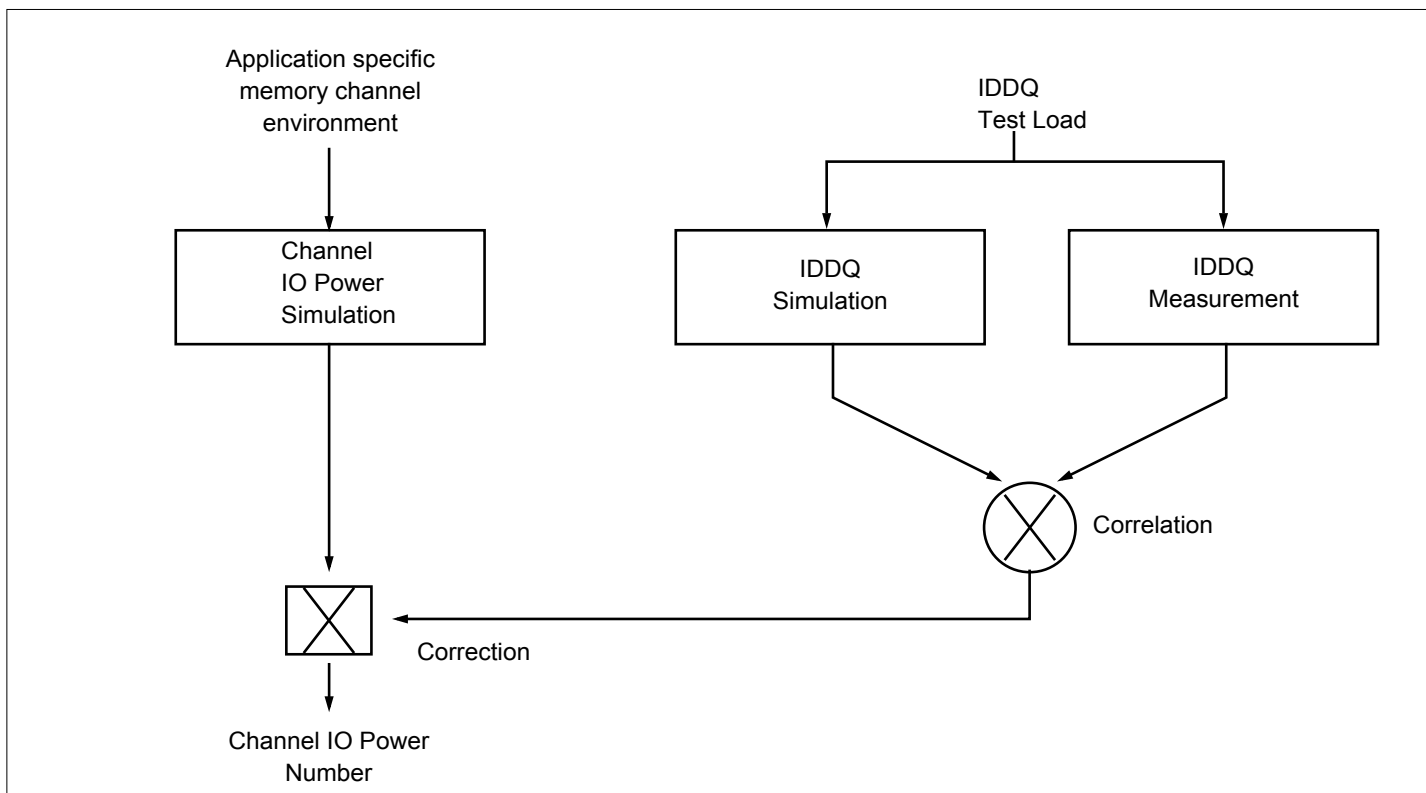 Application specific
memory channel
environment
IDDQ
Test Load
Channel
IO Power
Simulation
IDDQ
Simulation
IDDQ
Measurement
Correlation
Correction
Channel IO Power
Number